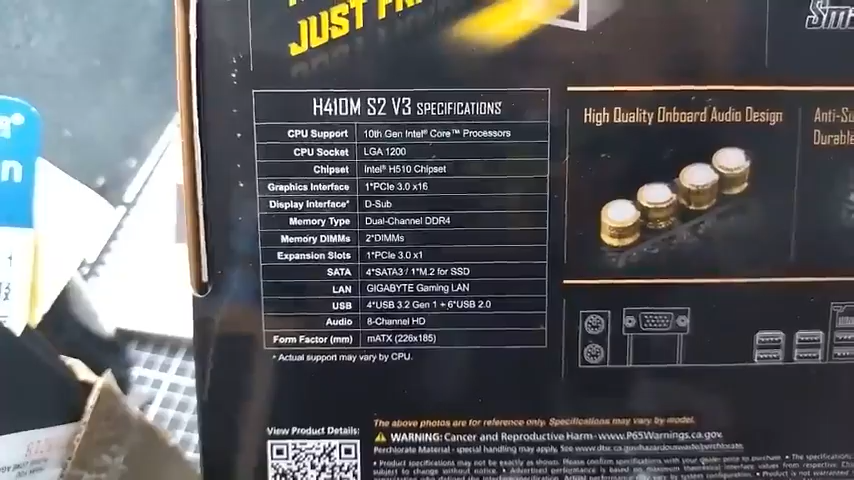 JUST
H410M S2 V3 SPECIFICATIONS
CPU Support 10th Gen Intel® Core™ Processors
CPU Socket LGA 1200
Chipset Intel® H510 Chipset
Graphics Interface 1*PCIe 3.0 x16
Display Interface* D-Sub
Memory Type Dual-Channel DDR4
Memory DIMMs 2*DIMMs
Expansion Slots 1*PCIe 3.0 x1
SATA 4*SATA3 / 1*M.2 for SSD
LAN GIGABYTE Gaming LAN
USB 4*USB 3.2 Gen 1 + 6*USB 2.0
Audio 8-Channel HD
Form Factor (mm) mATX (226x185)
* Actual support may vary by CPU.
High Quality Onboard Audio Design
Durable
View Product Details:
The above photos are for reference only. Specifications may vary by model.
WARNING: Cancer and Reproductive Harm- www.P65Warnings.ca.gov
Perchlorate Material - special handling may apply. See www.dtsc.ca.gov/hazardouswaste/perchlorate